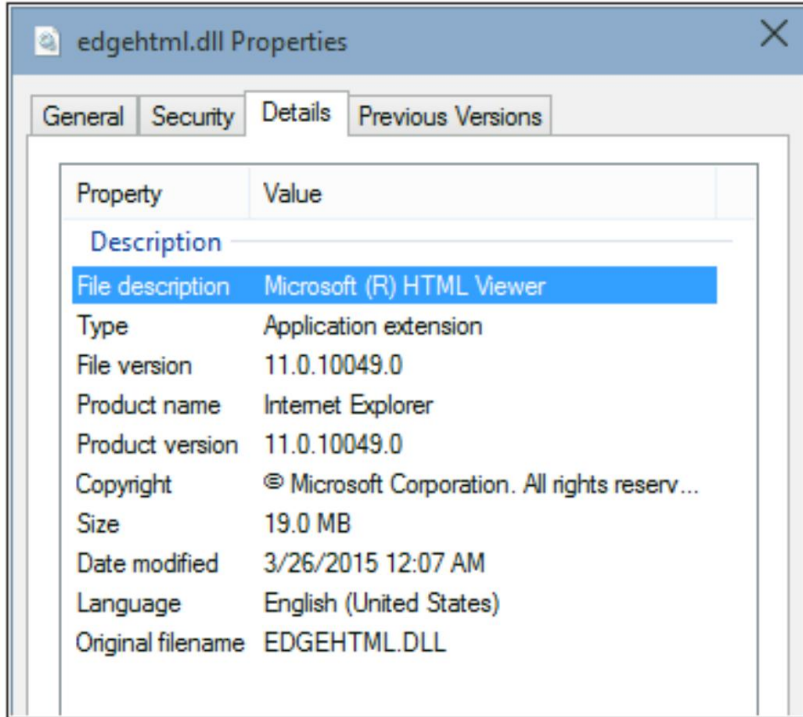 edgehtml.dll Properties
General Security Details Previous Versions
Property Value
Description
File description Microsoft (R) HTML Viewer
Type Application extension
File version 11.0.10049.0
Product name Internet Explorer
Product version 11.0.10049.0
Copyright © Microsoft Corporation. All rights reserv...
Size 19.0 MB
Date modified 3/26/2015 12:07 AM
Language English (United States)
Original filename EDGEHTML.DLL